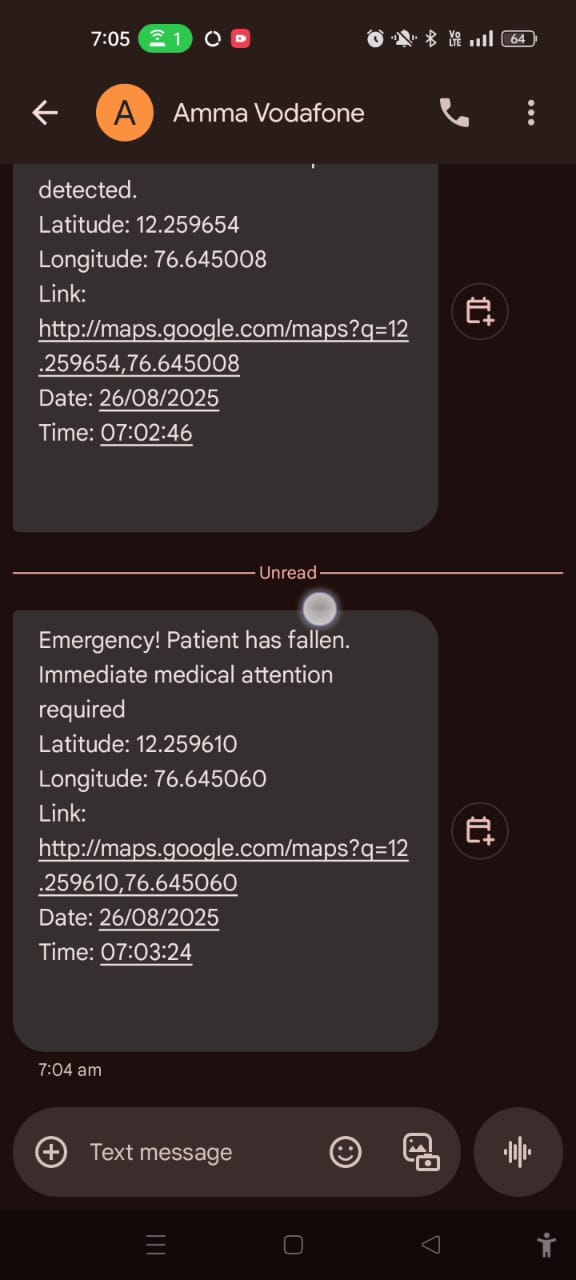 7:05
1
Vo
LTE
64
A
Amma Vodafone
detected.
Latitude: 12.259654
Longitude: 76.645008
Link:
http://maps.google.com/maps?q=12
.259654,76.645008
Date: 26/08/2025
Time: 07:02:46
Unread
Emergency! Patient has fallen.
Immediate medical attention
required
Latitude: 12.259610
Longitude: 76.645060
Link:
http://maps.google.com/maps?q=12
.259610,76.645060
Date: 26/08/2025
Time: 07:03:24
7:04 am
Text message